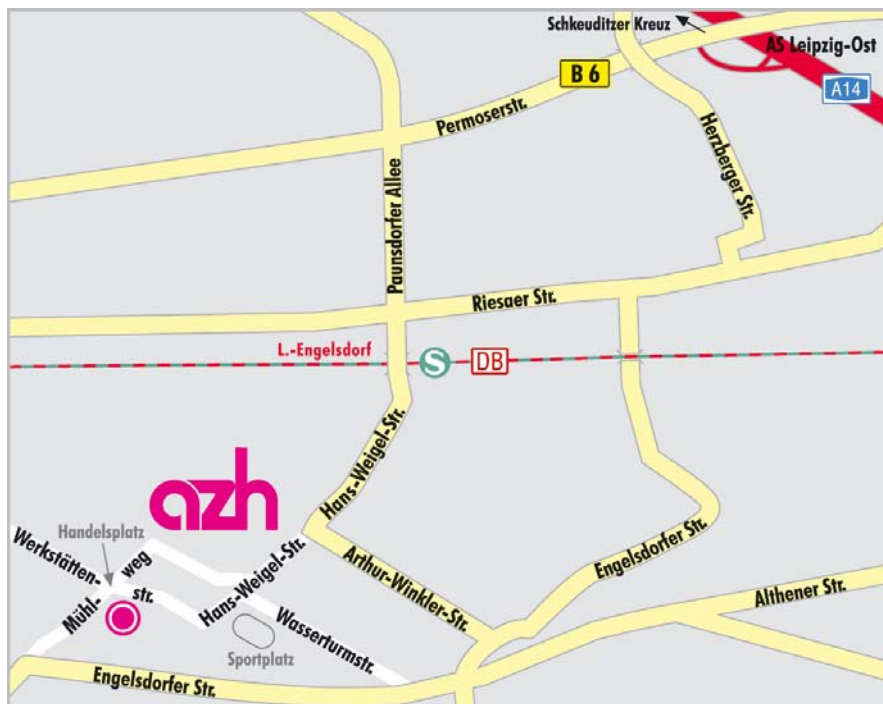 Schkeuditzer Kreuz
AS Leipzig-Ost
B 6
A14
Permoserstr.
Herzberger Str.
Paunsdorfer Allee
Riesaer Str.
L.-Engelsdorf
S
DB
Hans-Weigel-Str.
azh
Handelsplatz
Werkstätten-
str.
Mühl-
weg
Hans-Weigel-Str.
Arthur-Winkler-Str.
Engelsdorfer Str.
Althener Str.
Wasserturmstr.
Sportplatz
Engelsdorfer Str.